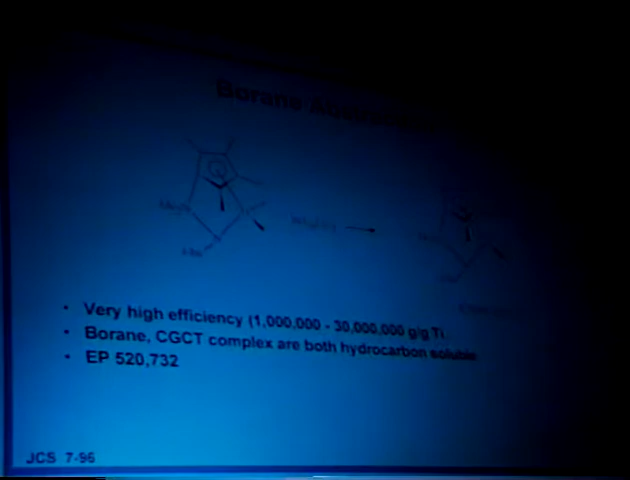 Borane
Very high efficiency (1,000,000 - 30,000,000 g/g Ti
Borane, CGCT complex are both hydrocarbon soluble
EP 520,732
JCS 7-96